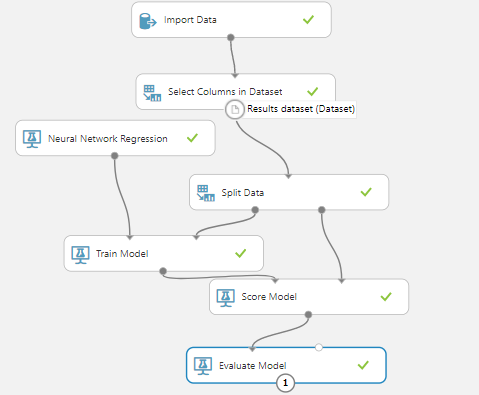 Import Data
Select Columns in Dataset
Results dataset (Dataset)
Neural Network Regression
Split Data
Train Model
Score Model
Evaluate Model
1